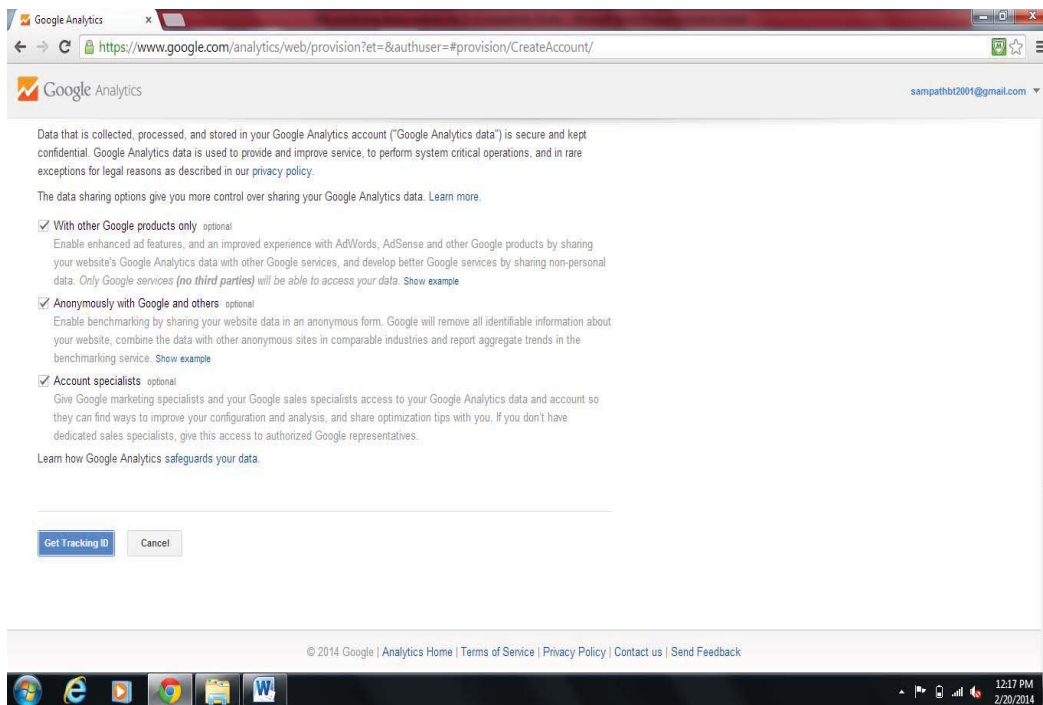 Google Analytics
https://www.google.com/analytics/web/provision?et=&authuser=#provision/CreateAccount/
Google Analytics
sampathbt2001@gmail.com
Data that is collected, processed, and stored in your Google Analytics account ("Google Analytics data") is secure and kept
confidential. Google Analytics data is used to provide and improve service, to perform system critical operations, and in rare
exceptions for legal reasons as described in our privacy policy.
The data sharing options give you more control over sharing your Google Analytics data. Learn more.
With other Google products only optional
Enable enhanced ad features, and an improved experience with AdWords, AdSense and other Google products by sharing
your website's Google Analytics data with other Google services, and develop better Google services by sharing non-personal
data. Only Google services (no third parties) will be able to access your data. Show example
Anonymously with Google and others optional
Enable benchmarking by sharing your website data in an anonymous form. Google will remove all identifiable information about
your website, combine the data with other anonymous sites in comparable industries and report aggregate trends in the
benchmarking service. Show example
Account specialists optional
Give Google marketing specialists and your Google sales specialists access to your Google Analytics data and account so
they can find ways to improve your configuration and analysis, and share optimization tips with you. If you don't have
dedicated sales specialists, give this access to authorized Google representatives.
Learn how Google Analytics safeguards your data.
Get Tracking ID
Cancel
© 2014 Google | Analytics Home | Terms of Service | Privacy Policy | Contact us | Send Feedback
12:17 PM
2/20/2014